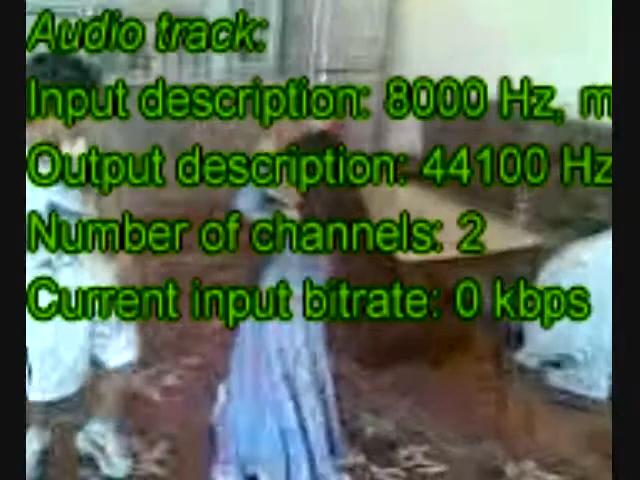 Audio track:
Input description: 8000 Hz, m
Output description: 44100 Hz
Number of channels: 2
Current input bitrate: 0 kbps